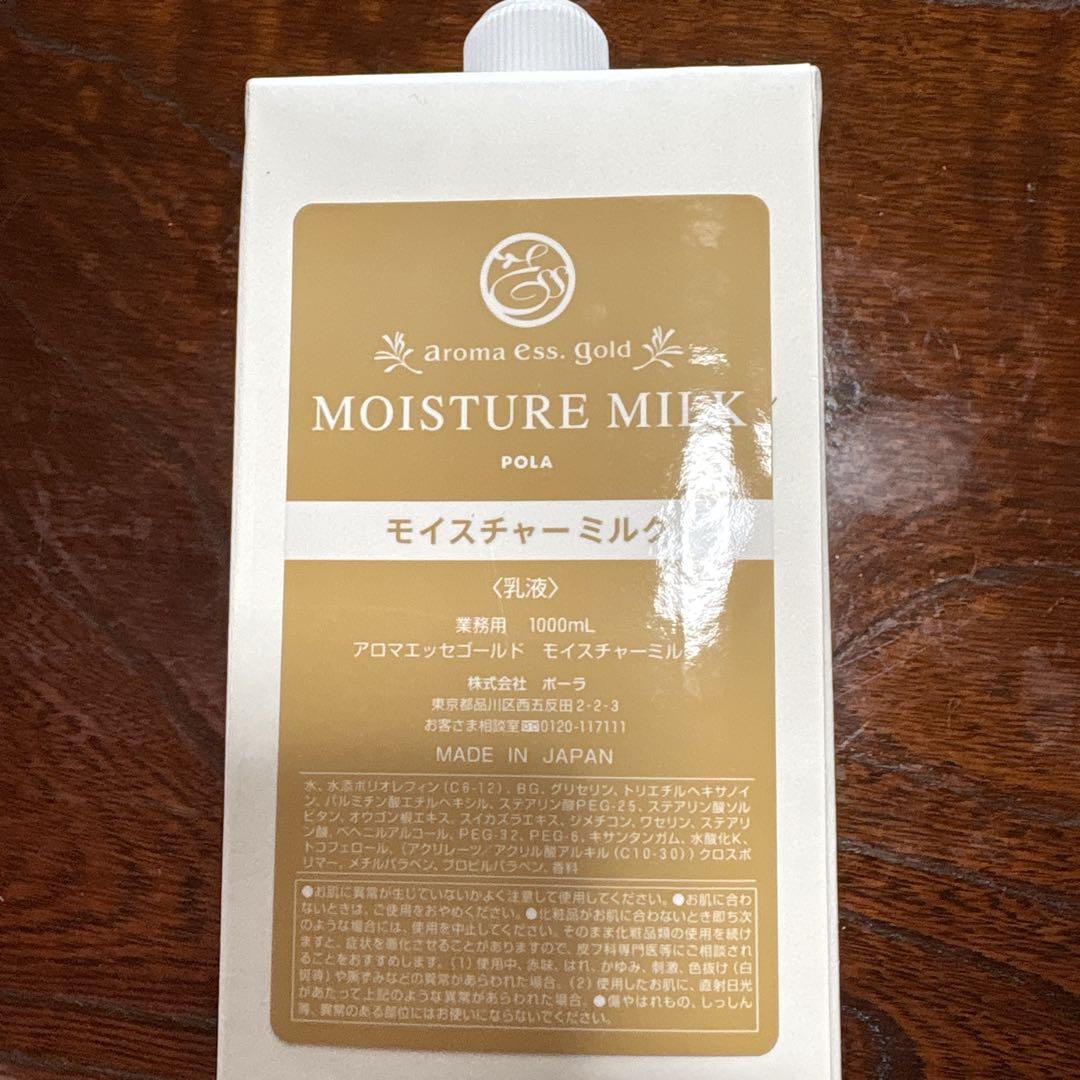 Ess
aroma ess. gold
MOISTURE MILK
POLA
モイスチャーミルク
〈乳液〉
業務用 1000mL
アロマエッセゴールド モイスチャーミル
株式会社 ポーラ
東京都品川区西五反田2-2-3
お客さま相談室0120-117111
MADE IN JAPAN
水、水添ポリオレフィン(C6-12)、BG、グリセリン、トリエチルヘキサノイ
ン、パルミチン酸エチルヘキシル、ステアリン酸PEG-25、ステアリン酸ソル
ビタン、オウゴン根エキス、スイカズラエキス、ジメチコン、ワセリン、ステアリ
ン酸、ベヘニルアルコール、PEG-32、PEG-6、キサンタンガム、水酸化K、
トコフェロール、(アクリレーツ/アクリル酸アルキル(C10-30))クロスポ
リマー、メチルパラベン、プロピルパラベン、香料
●お肌に異常が生じていないかよく注意して使用してください。●お肌に合わ
ないときは、ご使用をおやめください。●化粧品がお肌に合わないとき即ち次
のような場合には、使用を中止してください。そのまま化粧品類の使用を続け
ますと、症状を悪化させることがありますので、皮フ科専門医等にご相談され
ることをおすすめします。(1)使用中、赤味、はれ、かゆみ、刺激、色抜け(白
斑等)や黒ずみなどの異常があらわれた場合。(2)使用したお肌に、直射日光
があたって上記のような異常があらわれた場合。●傷やはれもの、しっしん
等、異常のある部位にはお使いにならないでください。